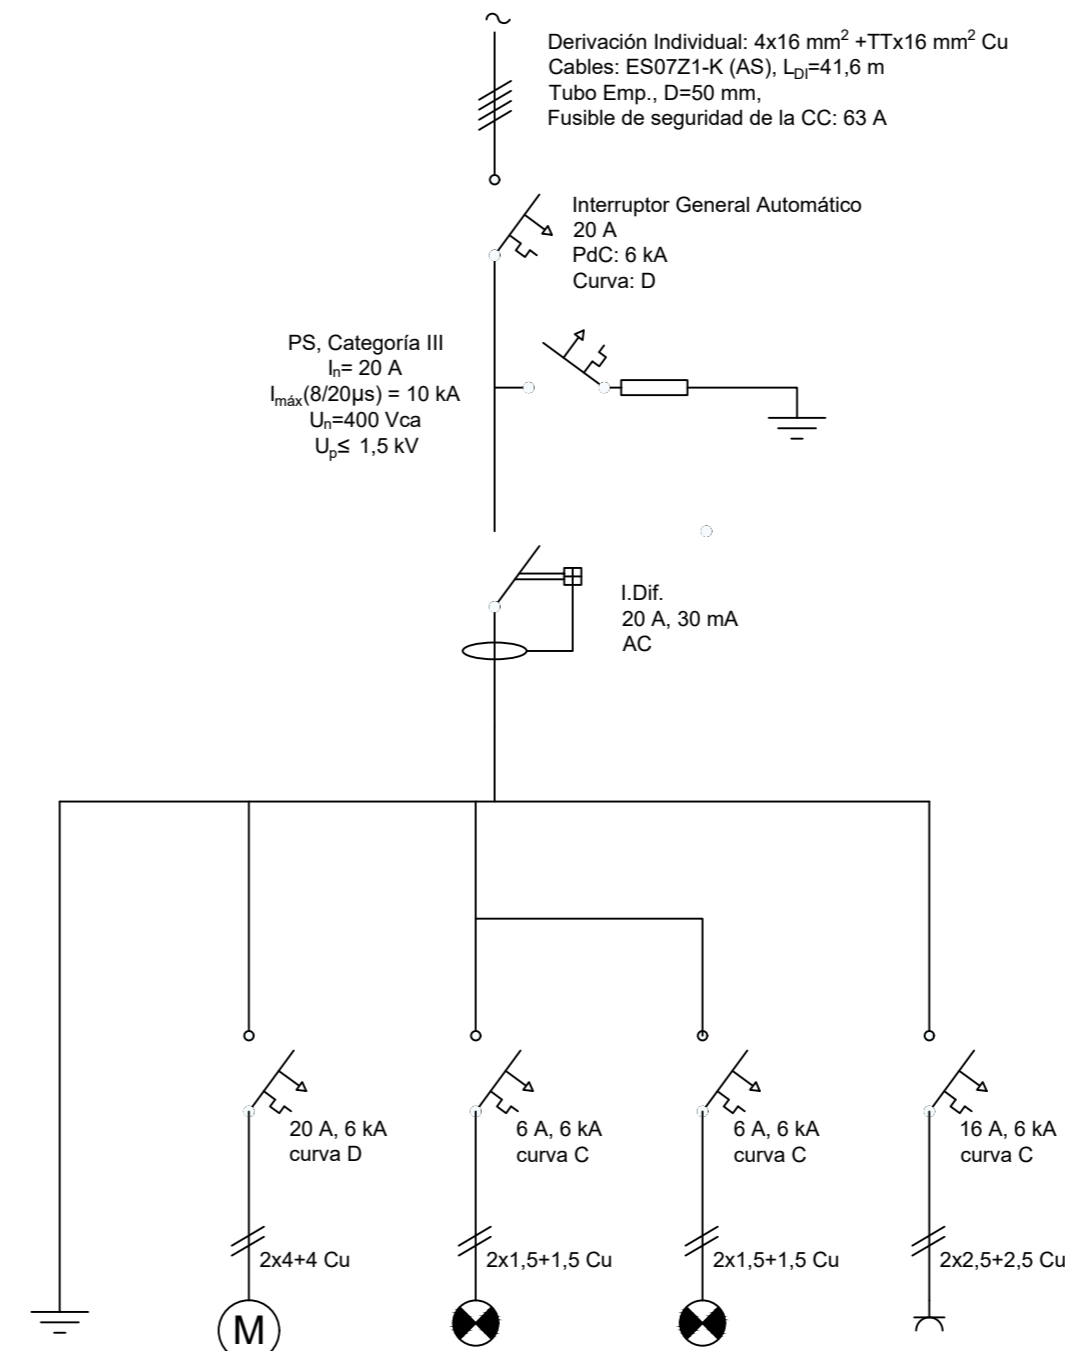 Derivación Individual: 4x16 mm² +TTx16 mm² Cu
Cables: ES07Z1-K (AS), L_DI=41,6 m
Tubo Emp., D=50 mm,
Fusible de seguridad de la CC: 63 A
Interruptor General Automático
20 A
PdC: 6 kA
Curva: D
PS, Categoría III
Iₙ= 20 A
I_máx(8/20µs) = 10 kA
Uₙ=400 Vca
Uₚ≤ 1,5 kV
I.Dif.
20 A, 30 mA
AC
20 A, 6 kA
curva D
6 A, 6 kA
curva C
6 A, 6 kA
curva C
16 A, 6 kA
curva C
2x4+4 Cu
2x1,5+1,5 Cu
2x1,5+1,5 Cu
2x2,5+2,5 Cu
M